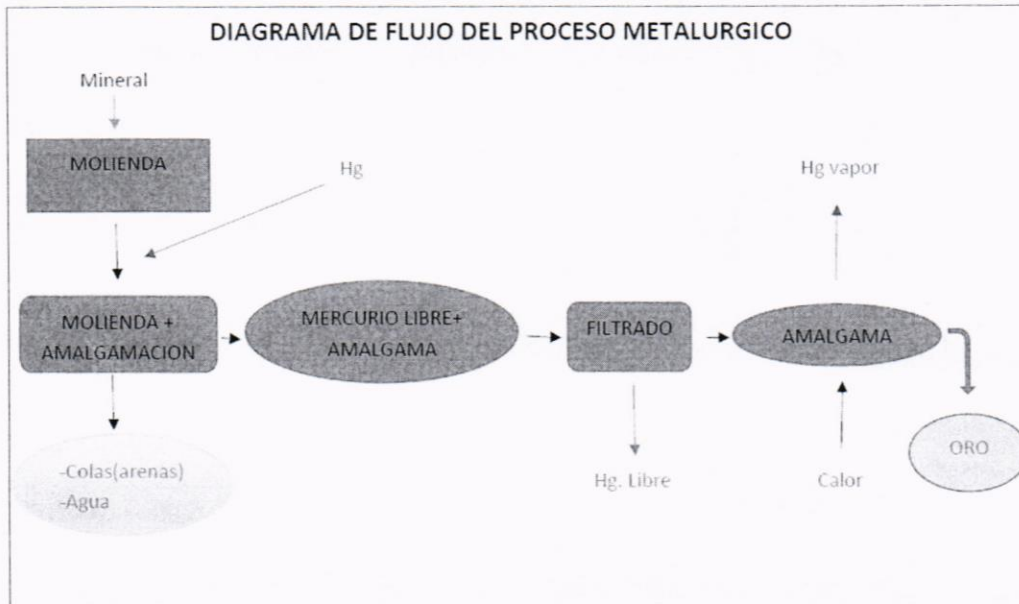 DIAGRAMA DE FLUJO DEL PROCESO METALURGICO
Mineral
MOLIENDA
Hg
Hg vapor
MOLIENDA +
AMALGAMACION
MERCURIO LIBRE+
AMALGAMA
FILTRADO
AMALGAMA
-Colas(arenas)
-Agua
Hg. Libre
Calor
ORO